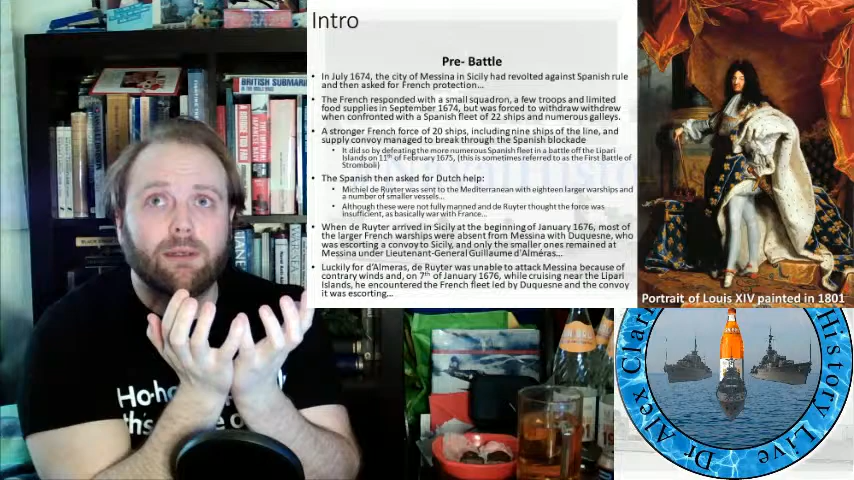 Intro
Pre- Battle
• In July 1674, the city of Messina in Sicily had revolted against Spanish rule
and then asked for French protection…
• The French responded with a small squadron, a few troops and limited
food supplies in September 1674, but was forced to withdraw withdrew
when confronted with a Spanish fleet of 22 ships and numerous galleys.
• A stronger French force of 20 ships, including nine ships of the line, and
supply convoy managed to break through the Spanish blockade
• It did so by defeating the more numerous Spanish fleet in a battle off the Lipari
Islands on 11th of February 1675, (this is sometimes referred to as the First Battle of
Stromboli)
• The Spanish then asked for Dutch help:
• Michiel de Ruyter was sent to the Mediterranean with eighteen larger warships and
a number of smaller vessels…
• Although these were not fully manned and de Ruyter thought the force was
insufficient, as basically war with France…
• When de Ruyter arrived in Sicily at the beginning of January 1676, most of
the larger French warships were absent from Messina with Duquesne, who
was escorting a convoy to Sicily, and only the smaller ones remained at
Messina under Lieutenant-General Guillaume d'Alméras…
• Luckily for d'Almeras, de Ruyter was unable to attack Messina because of
contrary winds and, on 7th of January 1676, while cruising near the Lipari
Islands, he encountered the French fleet led by Duquesne and the convoy
it was escorting…
Portrait of Louis XIV painted in 1801
BRITISH SUBMARI
Dr Alex Clar
History Live